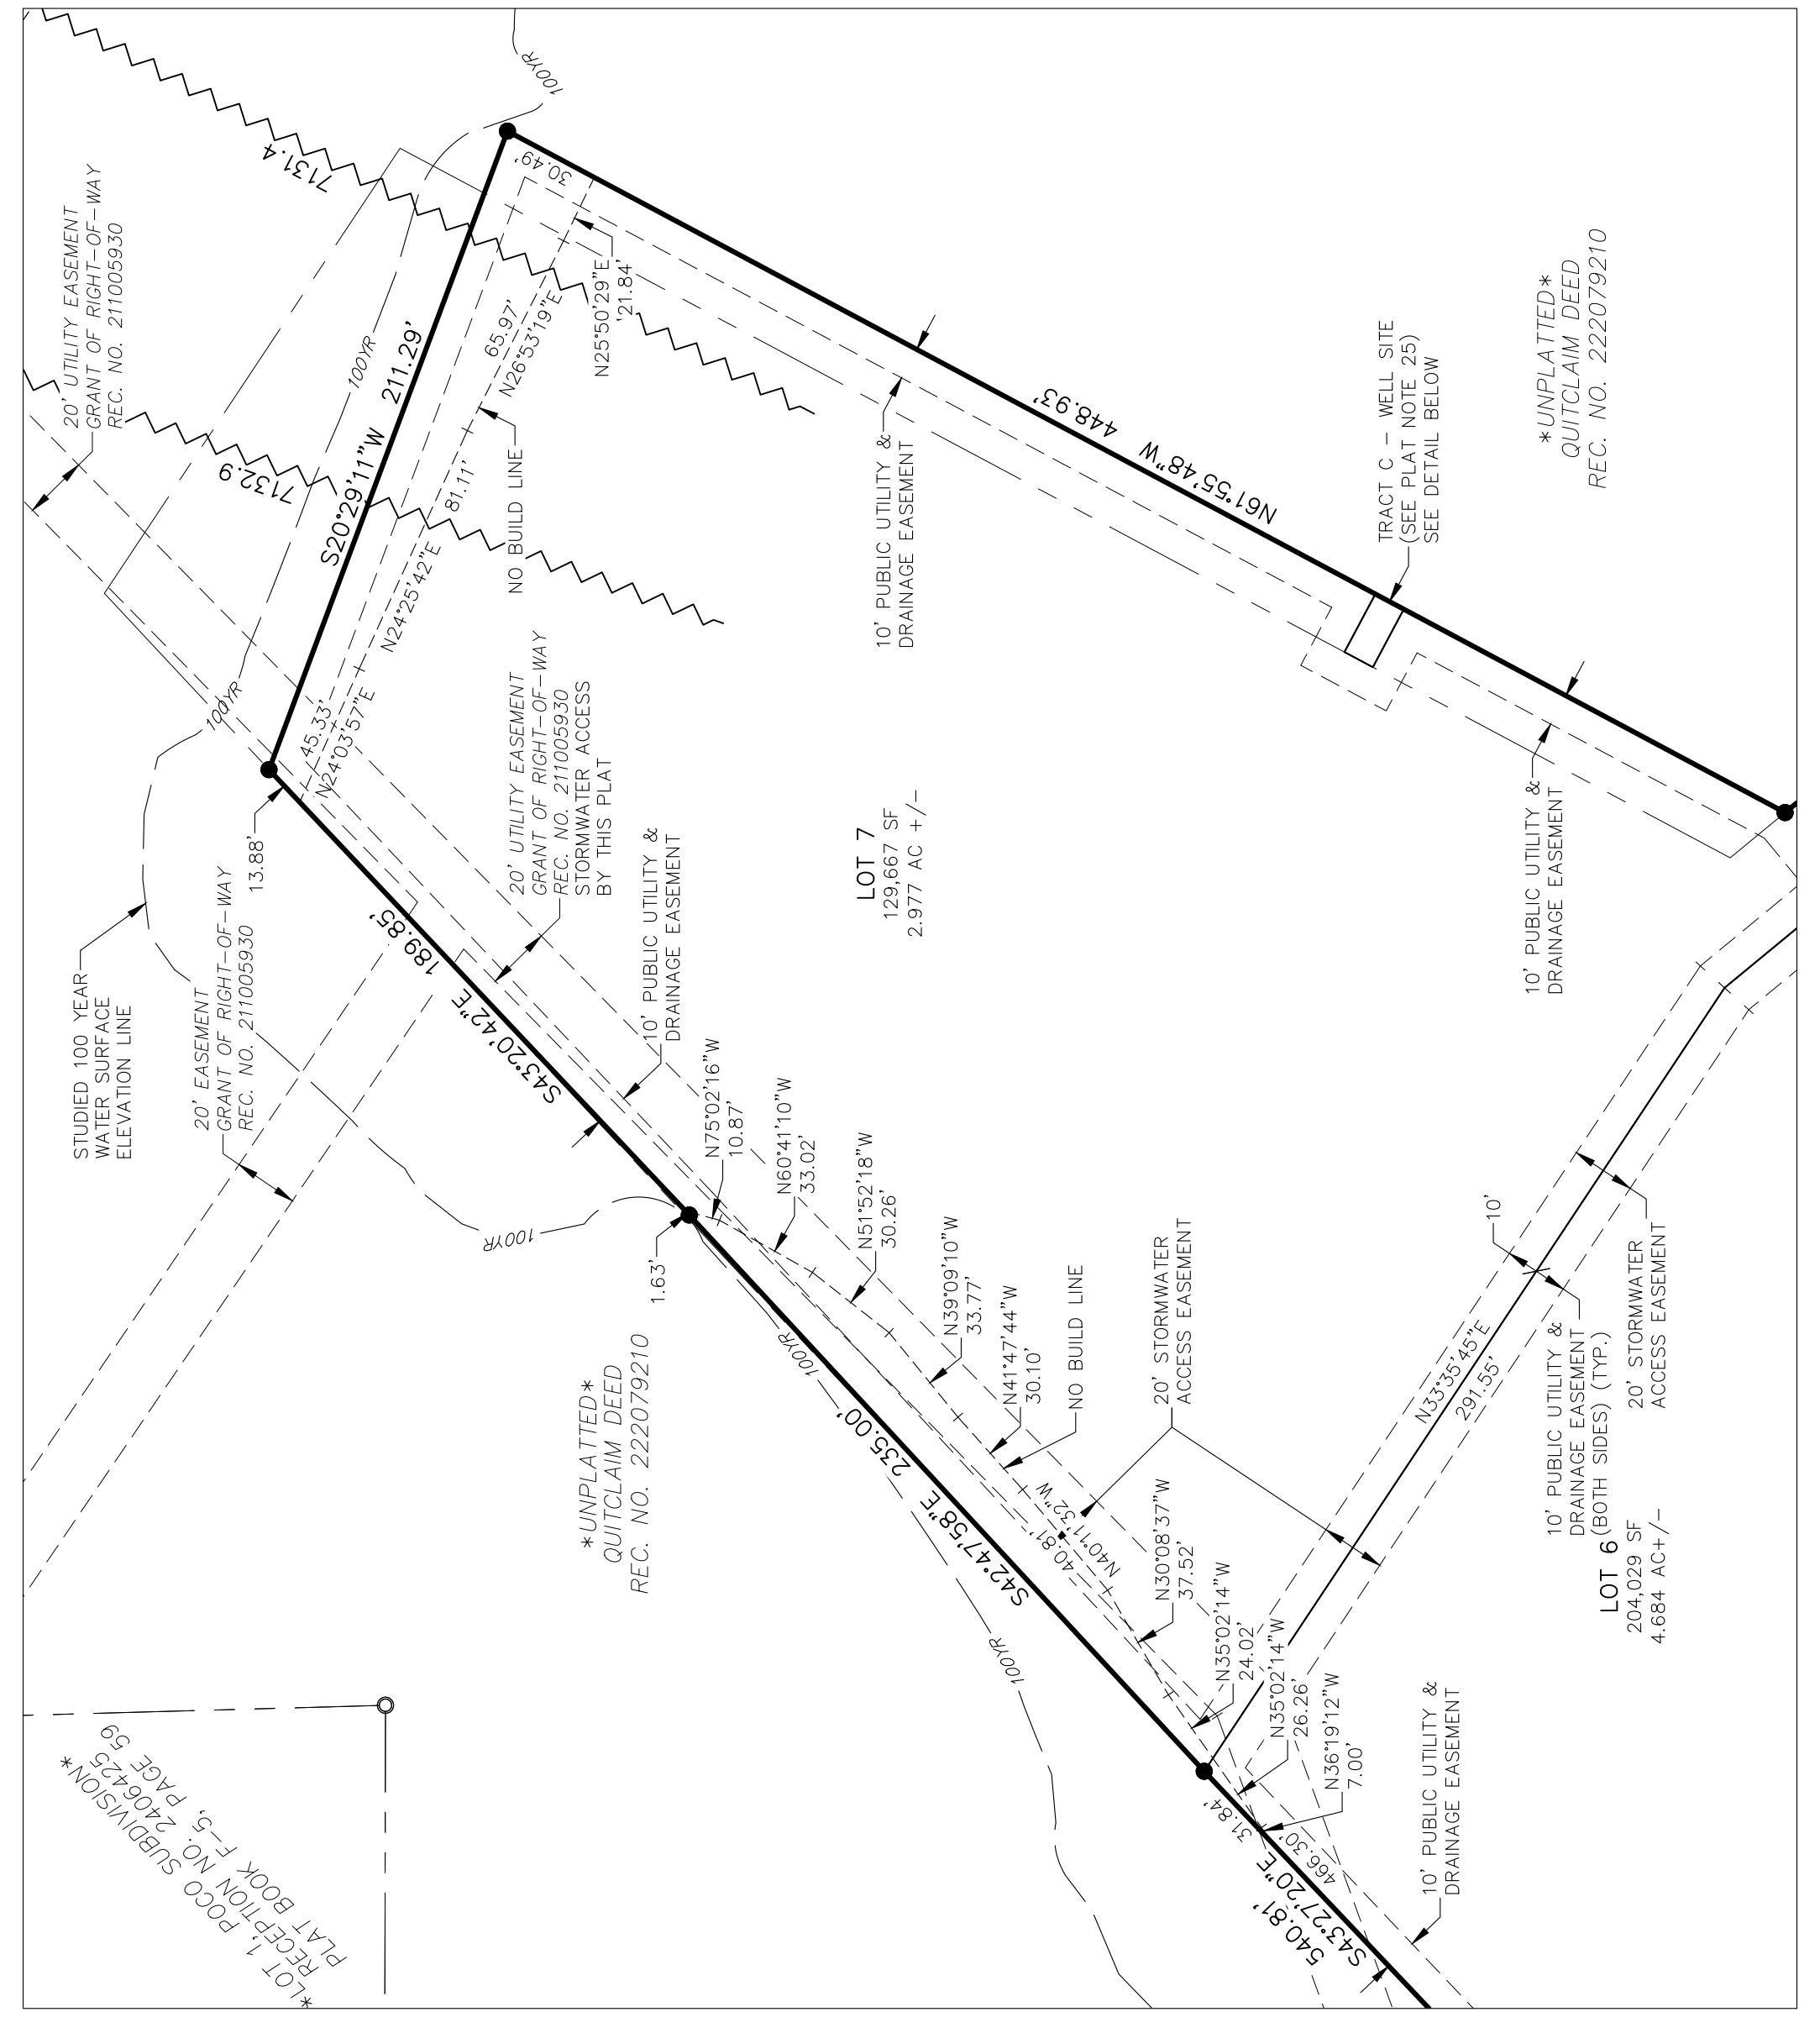 100YR
7131.4
20' UTILITY EASEMENT
GRANT OF RIGHT-OF-WAY
REC. NO. 211005930
30.49'
100YR
S20°29'11"W 211.29'
65.97'
N26°53'19"E
N25°50'29"E
21.84'
7132.9
81.11'
N24°25'42"E
NO BUILD LINE
10' PUBLIC UTILITY &
DRAINAGE EASEMENT
N61°55'48"W 448.93'
TRACT C - WELL SITE
(SEE PLAT NOTE 25)
SEE DETAIL BELOW
*UNPLATTED*
QUITCLAIM DEED
REC. NO. 222079210
100YR
45.33'
N24°03'57"E
20' UTILITY EASEMENT
GRANT OF RIGHT-OF-WAY
REC. NO. 211005930
STORMWATER ACCESS
BY THIS PLAT
13.88'
STUDIED 100 YEAR
WATER SURFACE
ELEVATION LINE
20' EASEMENT
GRANT OF RIGHT-OF-WAY
REC. NO. 211005930
S43°20'42"E 189.85'
10' PUBLIC UTILITY &
DRAINAGE EASEMENT
LOT 7
129,667 SF
2.977 AC +/-
10' PUBLIC UTILITY &
DRAINAGE EASEMENT
N75°02'16"W
10.87'
N60°41'10"W
33.02'
N51°52'18"W
30.26'
N39°09'10"W
33.77'
N41°47'44"W
30.10'
NO BUILD LINE
20' STORMWATER
ACCESS EASEMENT
100YR
1.63'
100YR
*UNPLATTED*
QUITCLAIM DEED
REC. NO. 222079210
S42°47'58"E 235.00'
40.81'
N40°11'32"W
N30°08'37"W
37.52'
N35°02'14"W
24.02'
N35°02'14"W
26.26'
N36°19'12"W
7.00'
10'
N33°35'45"E
291.55'
10' PUBLIC UTILITY &
DRAINAGE EASEMENT
(BOTH SIDES) (TYP.)
20' STORMWATER
ACCESS EASEMENT
LOT 6
204,029 SF
4.684 AC+/-
10' PUBLIC UTILITY &
DRAINAGE EASEMENT
100YR
31.84'
466.30'
S43°27'20"E
540.81'
*LOT 1, POCO SUBDIVISION*
RECEPTION NO. 2406425
PLAT BOOK F-5, PAGE 59